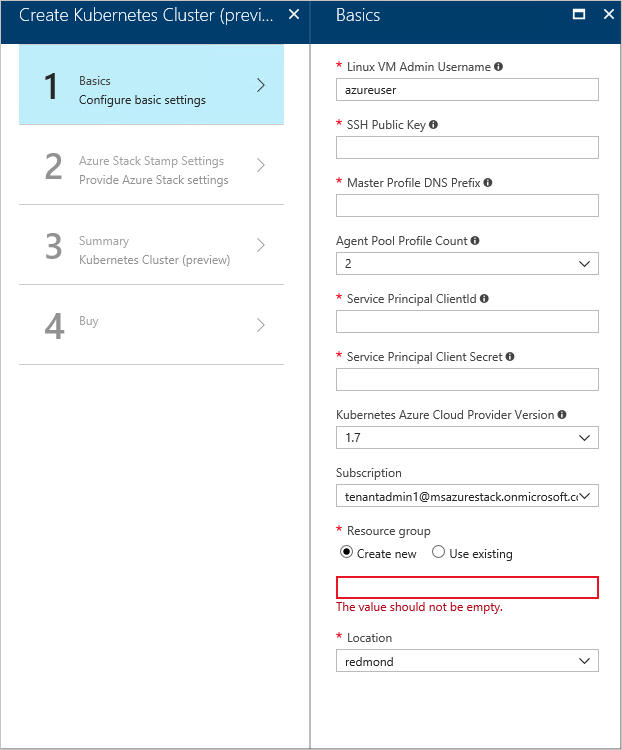 Create Kubernetes Cluster (previ...
1
Basics
Configure basic settings
2
Azure Stack Stamp Settings
Provide Azure Stack settings
3
Summary
Kubernetes Cluster (preview)
4
Buy
Basics
* Linux VM Admin Username
azureuser
* SSH Public Key
* Master Profile DNS Prefix
Agent Pool Profile Count
2
* Service Principal ClientId
* Service Principal Client Secret
Kubernetes Azure Cloud Provider Version
1.7
Subscription
tenantadmin1@msazurestack.onmicrosoft.co
* Resource group
Create new Use existing
The value should not be empty.
* Location
redmond